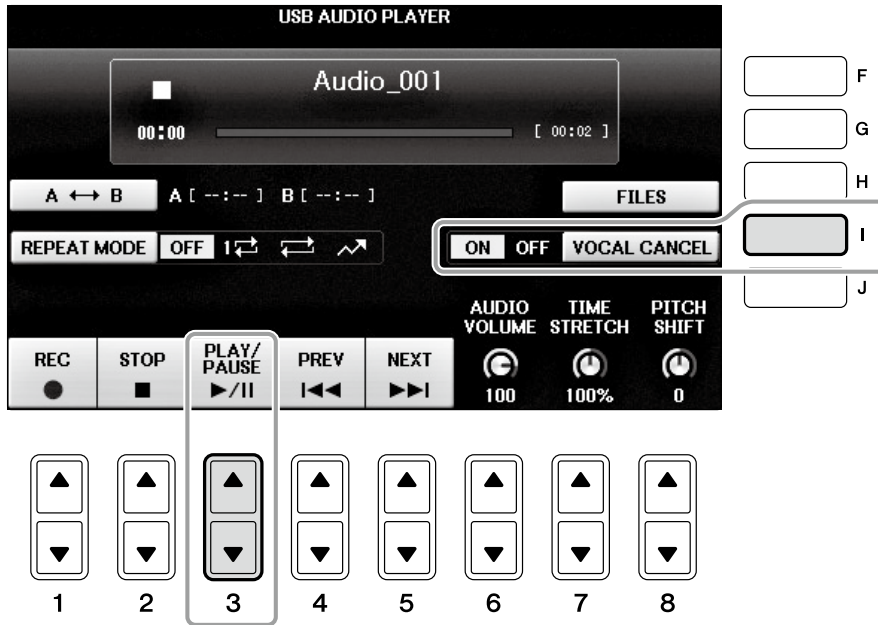 USB AUDIO PLAYER
Audio_001
00:00 [ 00:02 ]
A ↔ B A [ --:-- ] B [ --:-- ] FILES
REPEAT MODE OFF 1 ON OFF VOCAL CANCEL
AUDIO VOLUME TIME STRETCH PITCH SHIFT
REC STOP PLAY/PAUSE PREV NEXT
100 100% 0
F
G
H
I
J
1 2 3 4 5 6 7 8